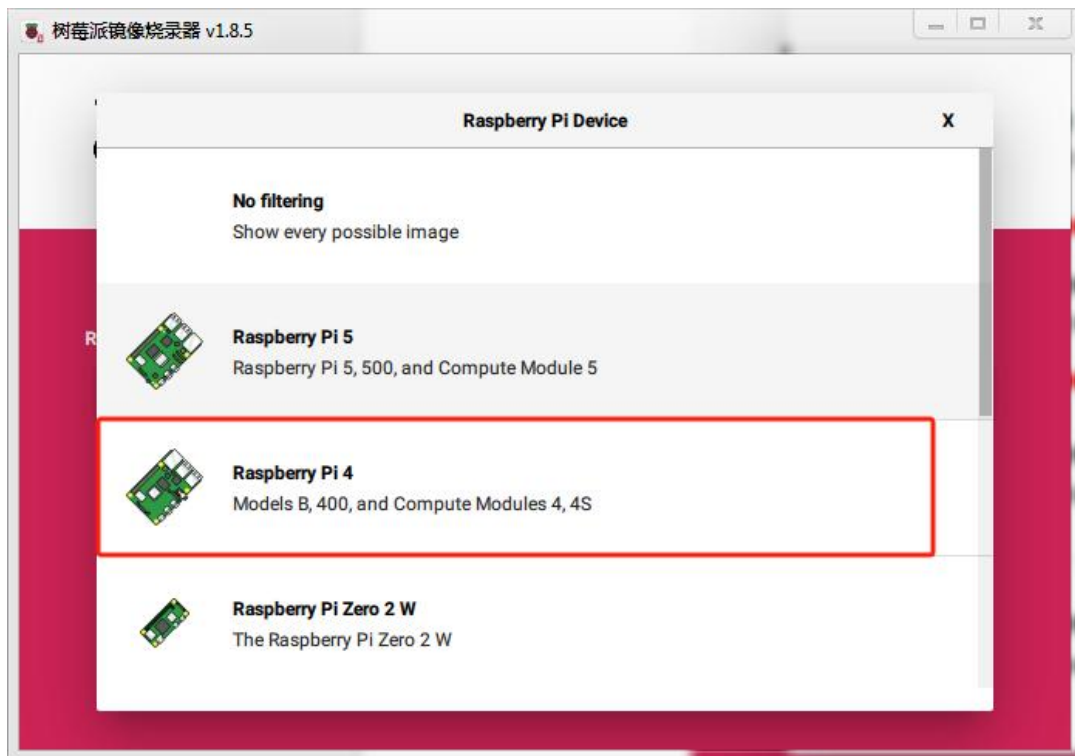 树莓派镜像烧录器 v1.8.5
Raspberry Pi Device
X
No filtering
Show every possible image
R
Raspberry Pi 5
Raspberry Pi 5, 500, and Compute Module 5
Raspberry Pi 4
Models B, 400, and Compute Modules 4, 4S
Raspberry Pi Zero 2 W
The Raspberry Pi Zero 2 W